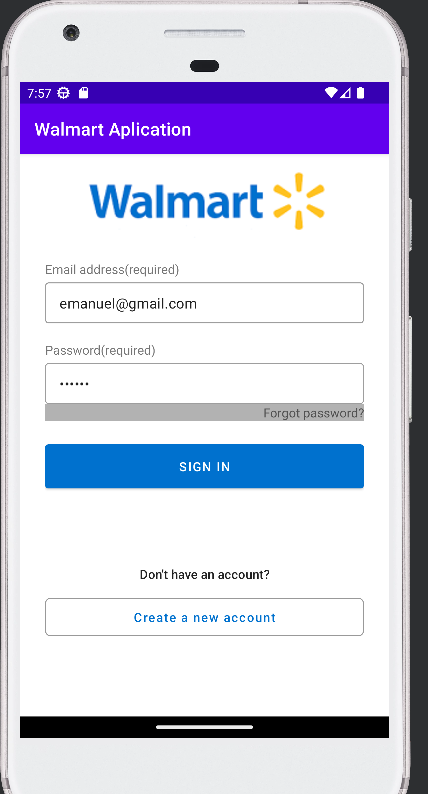 7:57
Walmart Aplication
Walmart
Email address(required)
emanuel@gmail.com
Password(required)
••••••
Forgot password?
SIGN IN
Don't have an account?
Create a new account